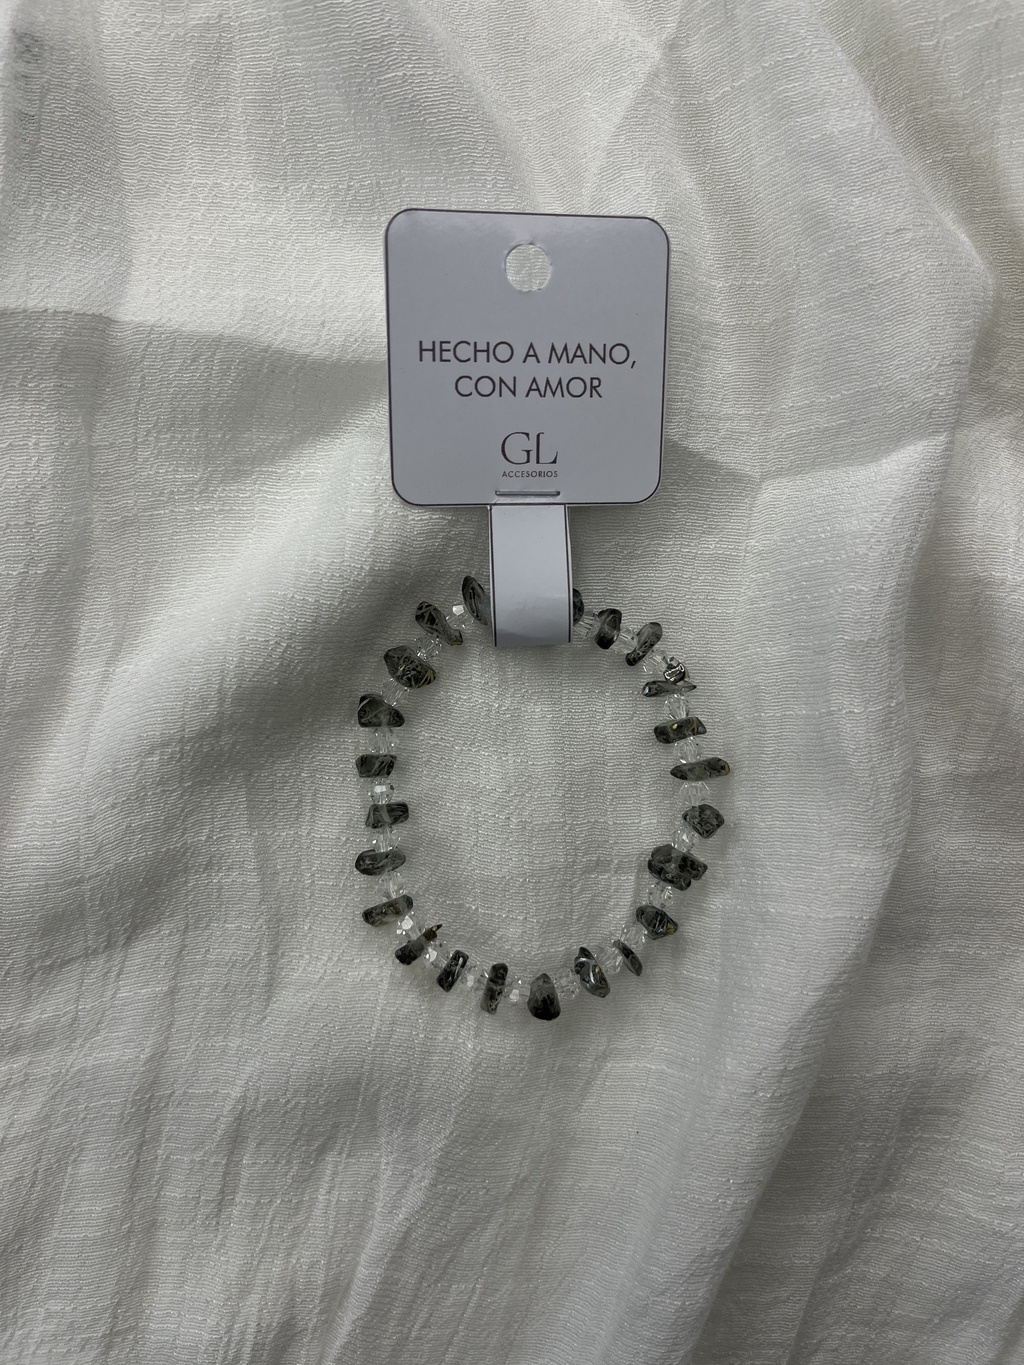 HECHO A MANO,
CON AMOR
GL
ACCESORIOS